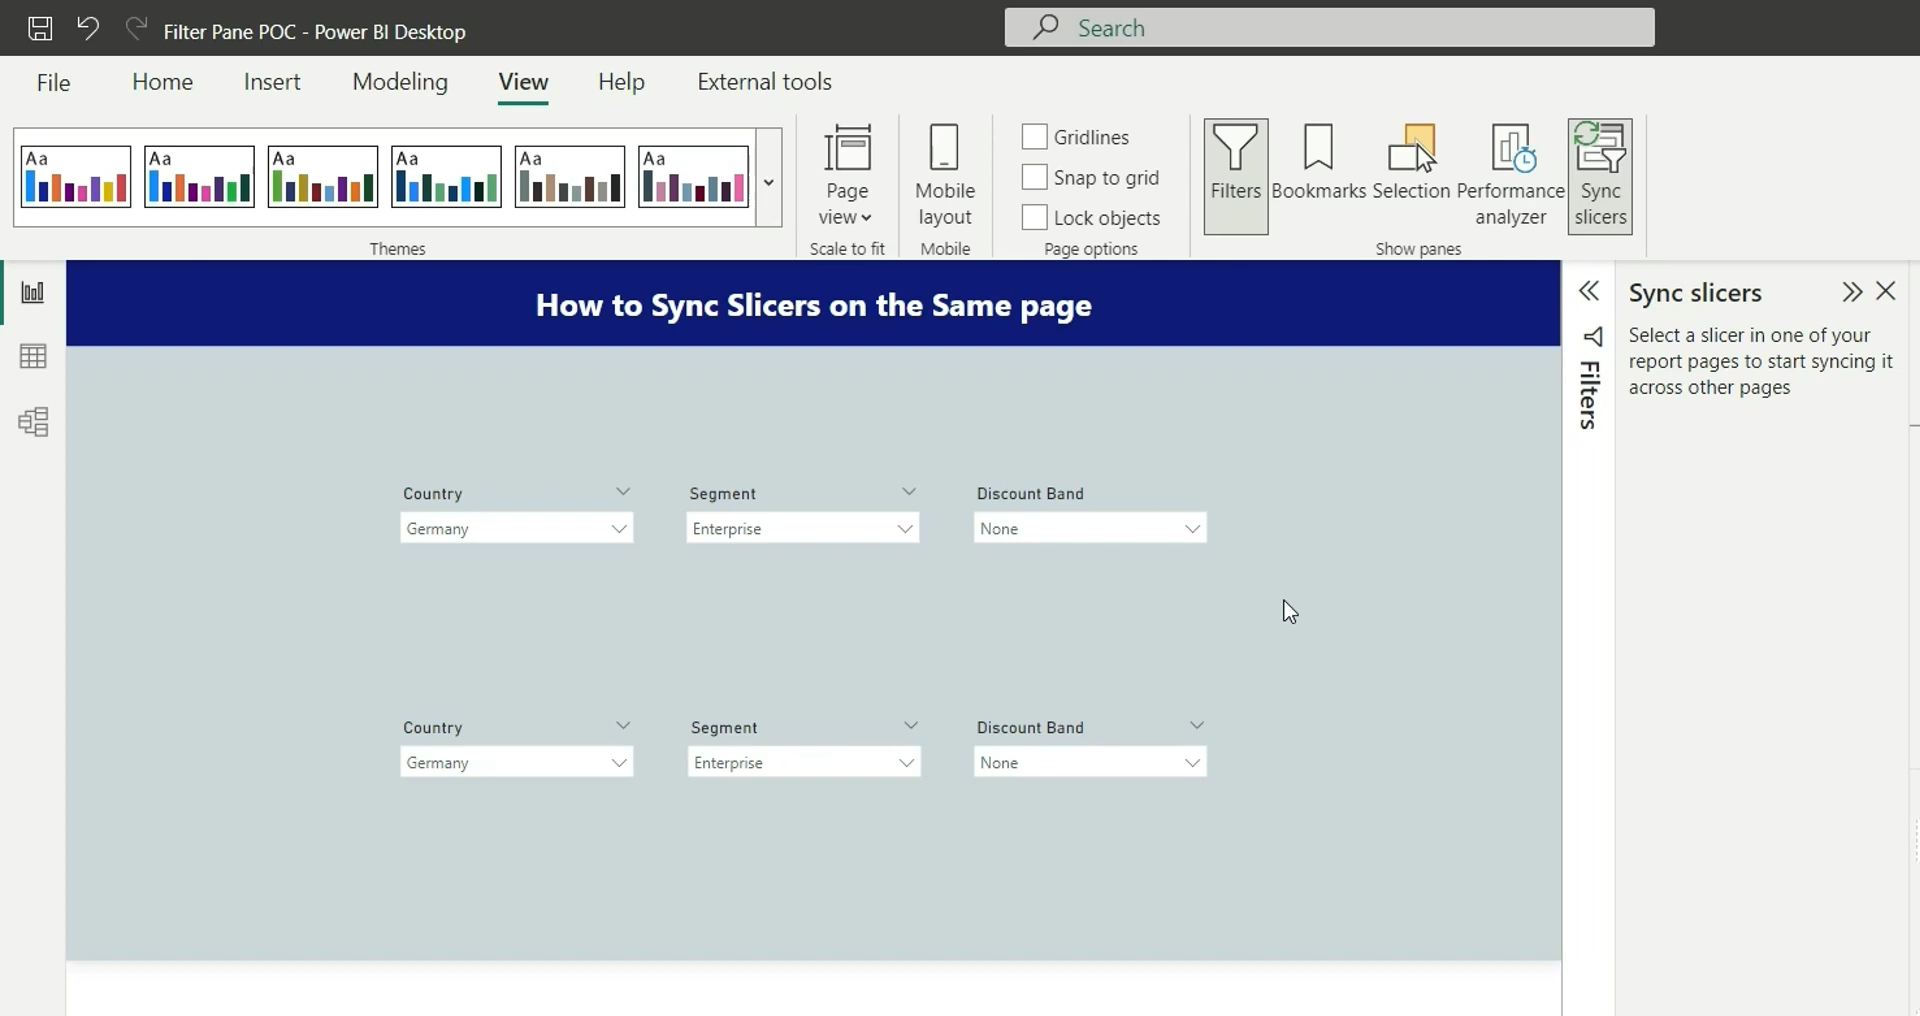 Filter Pane POC - Power BI Desktop
Search
File Home Insert Modeling View Help External tools
Aa Aa Aa Aa Aa Aa
Themes
Page
view
Scale to fit
Mobile
layout
Mobile
Gridlines
Snap to grid
Lock objects
Page options
Filters
Bookmarks
Selection
Performance
analyzer
Sync
slicers
Show panes
How to Sync Slicers on the Same page
Country Segment Discount Band
Germany Enterprise None
Country Segment Discount Band
Germany Enterprise None
Filters
Sync slicers
Select a slicer in one of your
report pages to start syncing it
across other pages